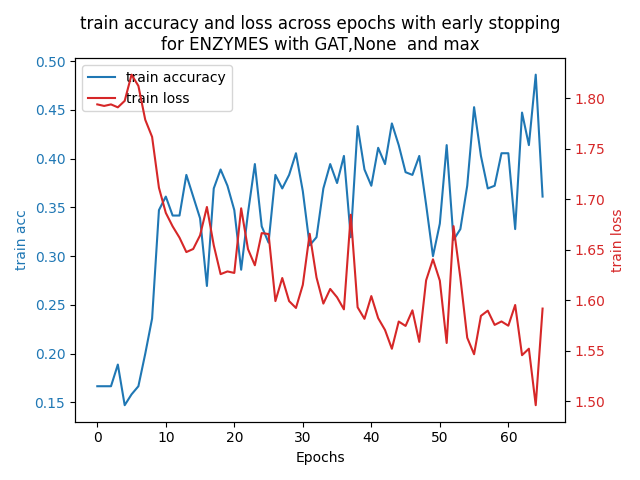 train accuracy and loss across epochs with early stopping
for ENZYMES with GAT,None  and max
train accuracy
train loss
0.50
0.45
0.40
0.35
0.30
0.25
0.20
0.15
train acc
1.80
1.75
1.70
1.65
1.60
1.55
1.50
train loss
0 10 20 30 40 50 60
Epochs